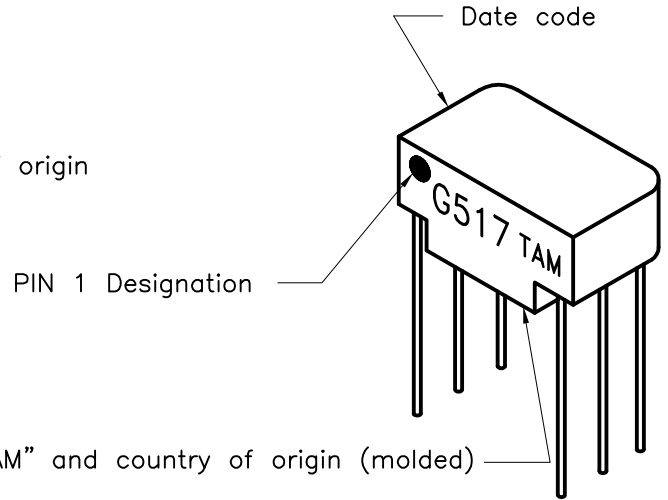 Date code
origin
G517 TAM
PIN 1 Designation
AM” and country of origin (molded)